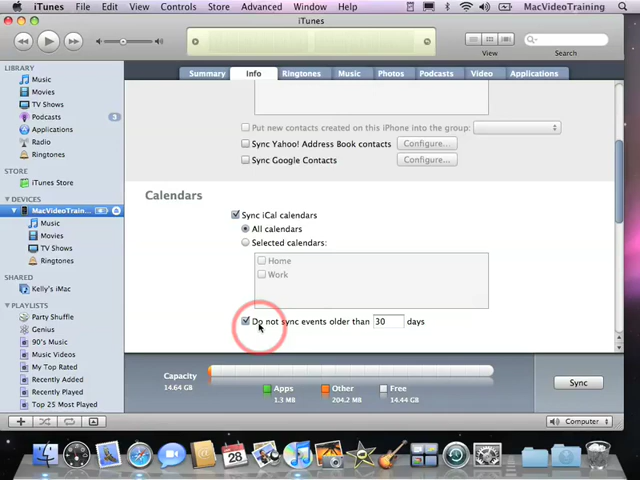 iTunes File Edit View Controls Store Advanced Window Help MacVideoTraining
iTunes
View
Search
LIBRARY
Music
Movies
TV Shows
Podcasts 3
Applications
Radio
Ringtones
STORE
iTunes Store
DEVICES
MacVideoTrain...
Music
Movies
TV Shows
Ringtones
SHARED
Kelly's iMac
PLAYLISTS
Party Shuffle
Genius
90's Music
Music Videos
My Top Rated
Recently Added
Recently Played
Top 25 Most Played
Summary Info Ringtones Music Photos Podcasts Video Applications
Put new contacts created on this iPhone into the group:
Sync Yahoo! Address Book contacts Configure...
Sync Google Contacts Configure...
Calendars
Sync iCal calendars
All calendars
Selected calendars:
Home
Work
Do not sync events older than 30 days
Capacity
14.64 GB
Apps
1.3 MB
Other
204.2 MB
Free
14.44 GB
Sync
Computer
28